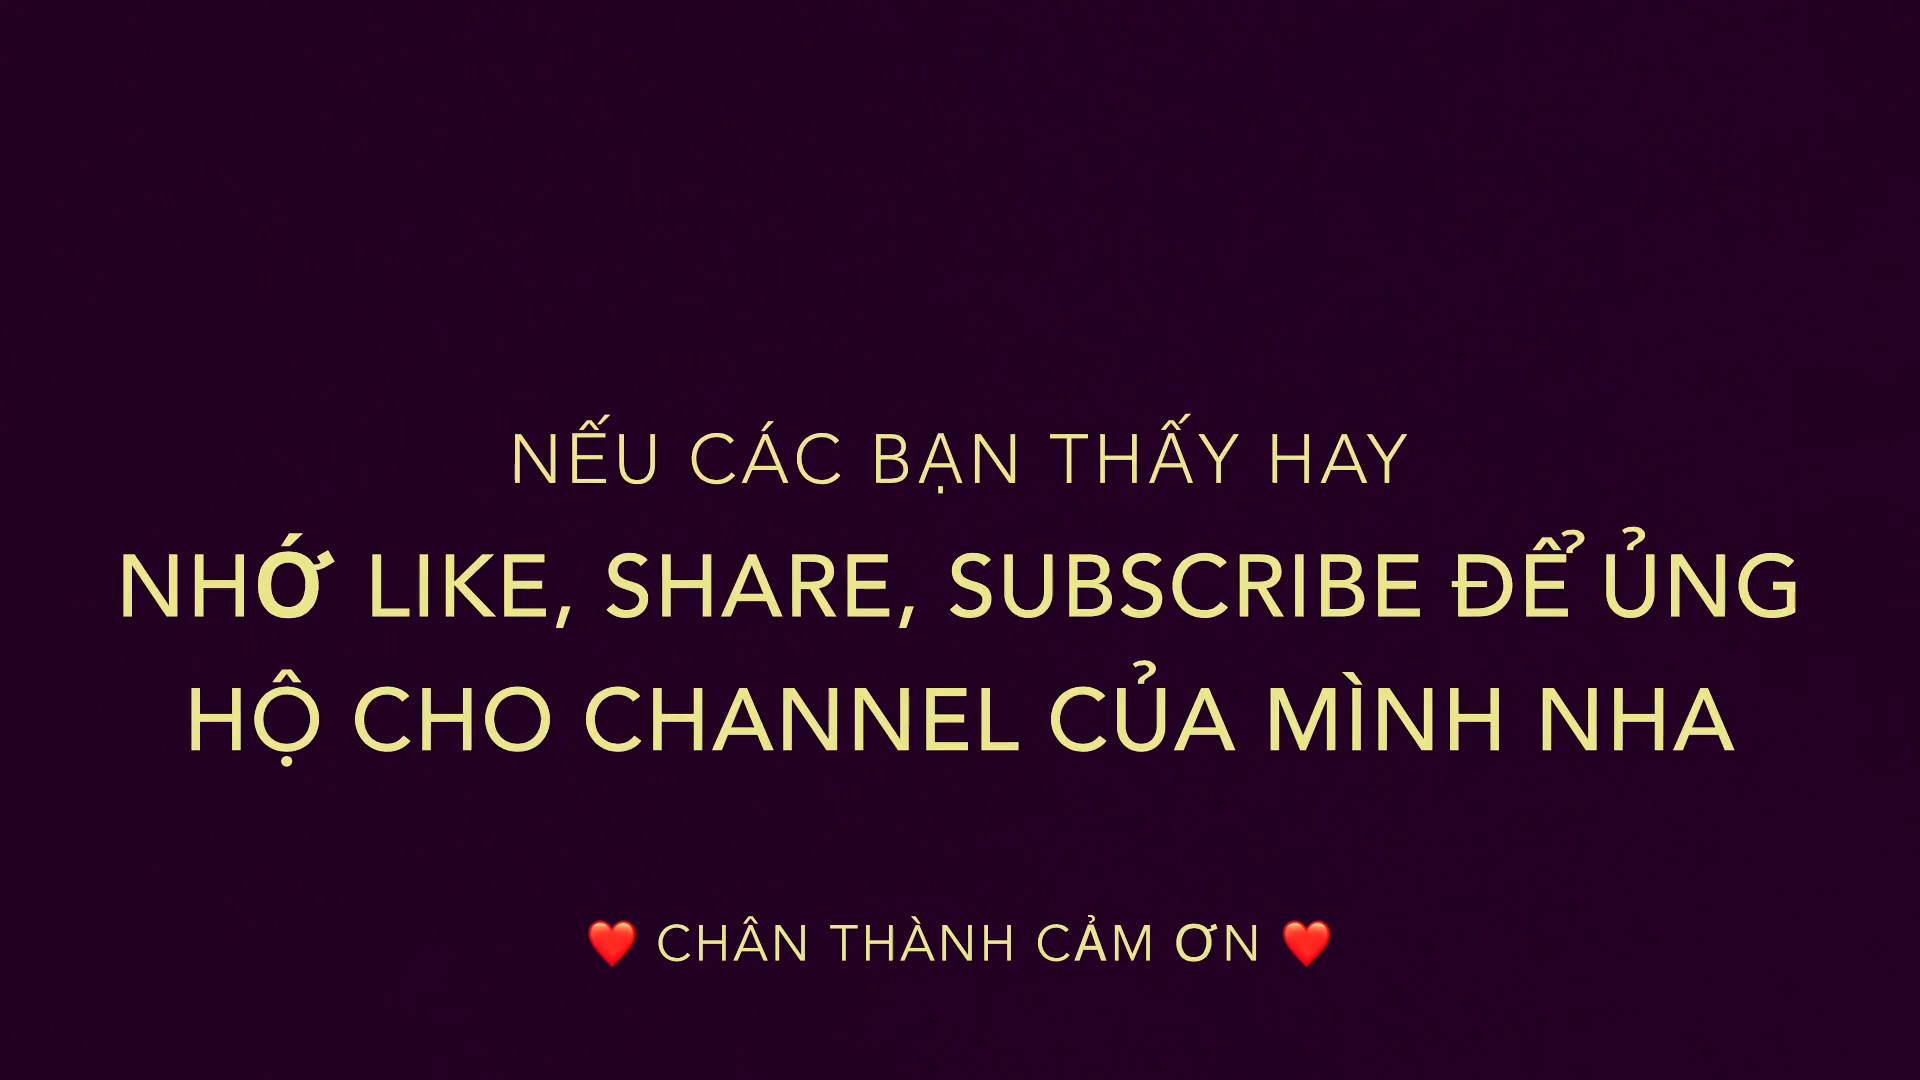 NẾU CÁC BẠN THẤY HAY
NHỚ LIKE, SHARE, SUBSCRIBE ĐỂ ỦNG
HỘ CHO CHANNEL CỦA MÌNH NHA
❤️ CHÂN THÀNH CẢM ƠN ❤️